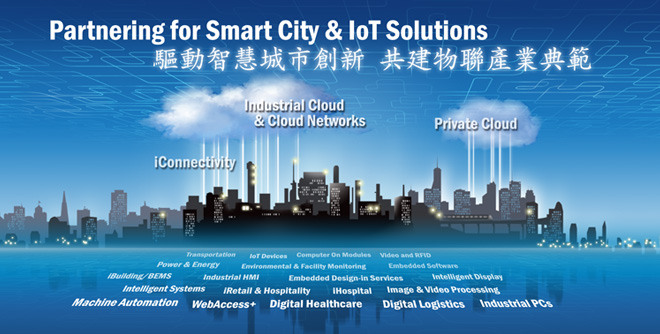 Partnering for Smart City & IoT Solutions
驅動智慧城市創新 共建物聯產業典範
Industrial Cloud
& Cloud Networks
Private Cloud
iConnectivity
Transportation IoT Devices Computer On Modules Video and RFID
Power & Energy Environmental & Facility Monitoring Embedded Software
iBuilding/BEMS Industrial HMI Embedded Design-in Services Intelligent Display
Intelligent Systems iRetail & Hospitality iHospital Image & Video Processing
Machine Automation WebAccess+ Digital Healthcare Digital Logistics Industrial PCs